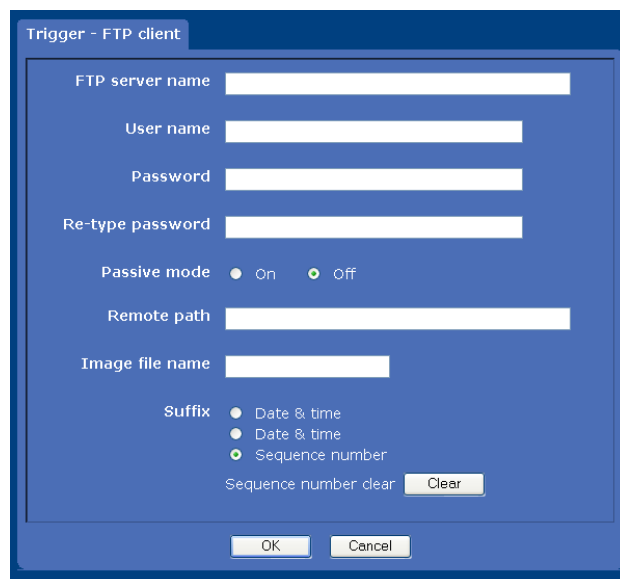 Trigger - FTP client
FTP server name
User name
Password
Re-type password
Passive mode On Off
Remote path
Image file name
Suffix Date & time
Date & time
Sequence number
Sequence number clear Clear
OK Cancel